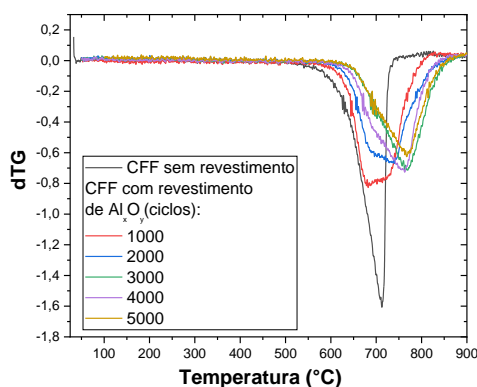 0,2
0,0
-0,2
-0,4
-0,6
-0,8
-1,0
-1,2
-1,4
-1,6
-1,8
dTG
CFF sem revestimento
CFF com revestimento
de AlxOy(ciclos):
1000
2000
3000
4000
5000
100 200 300 400 500 600 700 800 900
Temperatura (°C)